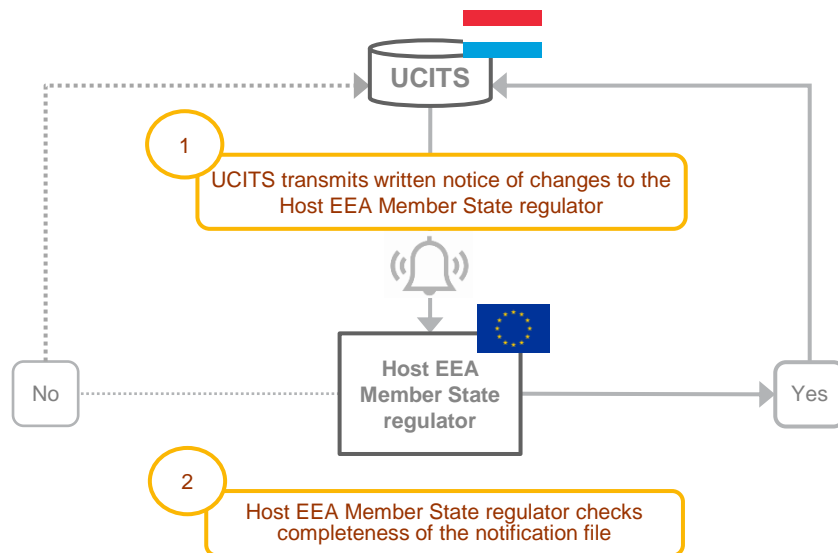 UCITS
1
UCITS transmits written notice of changes to the
Host EEA Member State regulator
Host EEA
Member State
regulator
No
Yes
2
Host EEA Member State regulator checks
completeness of the notification file